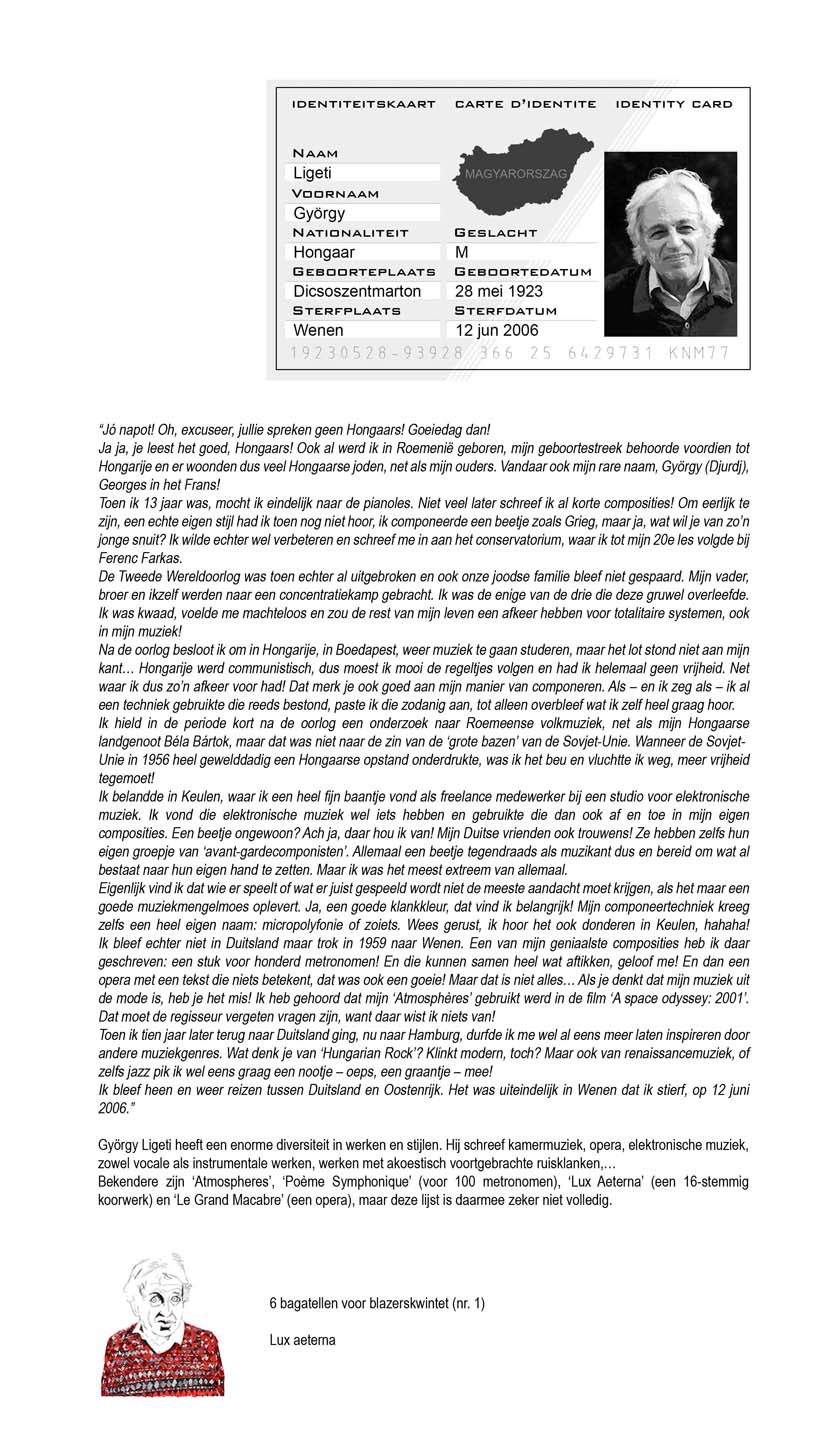 IDENTITEITSKAART CARTE D'IDENTITE IDENTITY CARD
NAAM
Ligeti
MAGYARORSZAG
VOORNAAM
György
NATIONALITEIT GESLACHT
Hongaar M
GEBOORTEPLAATS GEBOORTEDATUM
Dicsoszentmarton 28 mei 1923
STERFPLAATS STERFDATUM
Wenen 12 jun 2006
19230528-93928 366 25 6429731 KNM77
“Jó napot! Oh, excuseer, jullie spreken geen Hongaars! Goeiedag dan!
Ja ja, je leest het goed, Hongaars! Ook al werd ik in Roemenië geboren, mijn geboortestreek behoorde voordien tot
Hongarije en er woonden dus veel Hongaarse joden, net als mijn ouders. Vandaar ook mijn rare naam, György (Djurdj),
Georges in het Frans!
Toen ik 13 jaar was, mocht ik eindelijk naar de pianoles. Niet veel later schreef ik al korte composities! Om eerlijk te
zijn, een echte eigen stijl had ik toen nog niet hoor, ik componeerde een beetje zoals Grieg, maar ja, wat wil je van zo’n
jonge snuit? Ik wilde echter wel verbeteren en schreef me in aan het conservatorium, waar ik tot mijn 20e les volgde bij
Ferenc Farkas.
De Tweede Wereldoorlog was toen echter al uitgebroken en ook onze joodse familie bleef niet gespaard. Mijn vader,
broer en ikzelf werden naar een concentratiekamp gebracht. Ik was de enige van de drie die deze gruwel overleefde.
Ik was kwaad, voelde me machteloos en zou de rest van mijn leven een afkeer hebben voor totalitaire systemen, ook
in mijn muziek!
Na de oorlog besloot ik om in Hongarije, in Boedapest, weer muziek te gaan studeren, maar het lot stond niet aan mijn
kant… Hongarije werd communistisch, dus moest ik mooi de regeltjes volgen en had ik helemaal geen vrijheid. Net
waar ik dus zo’n afkeer voor had! Dat merk je ook goed aan mijn manier van componeren. Als – en ik zeg als – ik al
een techniek gebruikte die reeds bestond, paste ik die zodanig aan, tot alleen overbleef wat ik zelf heel graag hoor.
Ik hield in de periode kort na de oorlog een onderzoek naar Roemeense volkmuziek, net als mijn Hongaarse
landgenoot Béla Bártok, maar dat was niet naar de zin van de ‘grote bazen’ van de Sovjet-Unie. Wanneer de Sovjet-
Unie in 1956 heel gewelddadig een Hongaarse opstand onderdrukte, was ik het beu en vluchtte ik weg, meer vrijheid
tegemoet!
Ik belandde in Keulen, waar ik een heel fijn baantje vond als freelance medewerker bij een studio voor elektronische
muziek. Ik vond die elektronische muziek wel iets hebben en gebruikte die dan ook af en toe in mijn eigen
composities. Een beetje ongewoon? Ach ja, daar hou ik van! Mijn Duitse vrienden ook trouwens! Ze hebben zelfs hun
eigen groepje van ‘avant-gardecomponisten’. Allemaal een beetje tegendraads als muzikant dus en bereid om wat al
bestaat naar hun eigen hand te zetten. Maar ik was het meest extreem van allemaal.
Eigenlijk vind ik dat wie er speelt of wat er juist gespeeld wordt niet de meeste aandacht moet krijgen, als het maar een
goede muziekmengelmoes oplevert. Ja, een goede klankkleur, dat vind ik belangrijk! Mijn componeertechniek kreeg
zelfs een heel eigen naam: micropolyfonie of zoiets. Wees gerust, ik hoor het ook donderen in Keulen, hahaha!
Ik bleef echter niet in Duitsland maar trok in 1959 naar Wenen. Een van mijn geniaalste composities heb ik daar
geschreven: een stuk voor honderd metronomen! En die kunnen samen heel wat aftikken, geloof me! En dan een
opera met een tekst die niets betekent, dat was ook een goeie! Maar dat is niet alles… Als je denkt dat mijn muziek uit
de mode is, heb je het mis! Ik heb gehoord dat mijn ‘Atmosphères’ gebruikt werd in de film ‘A space odyssey: 2001’.
Dat moet de regisseur vergeten vragen zijn, want daar wist ik niets van!
Toen ik tien jaar later terug naar Duitsland ging, nu naar Hamburg, durfde ik me wel al eens meer laten inspireren door
andere muziekgenres. Wat denk je van ‘Hungarian Rock’? Klinkt modern, toch? Maar ook van renaissancemuziek, of
zelfs jazz pik ik wel eens graag een nootje – oeps, een graantje – mee!
Ik bleef heen en weer reizen tussen Duitsland en Oostenrijk. Het was uiteindelijk in Wenen dat ik stierf, op 12 juni
2006.”
György Ligeti heeft een enorme diversiteit in werken en stijlen. Hij schreef kamermuziek, opera, elektronische muziek,
zowel vocale als instrumentale werken, werken met akoestisch voortgebrachte ruisklanken,…
Bekendere zijn ‘Atmospheres’, ‘Poème Symphonique’ (voor 100 metronomen), ‘Lux Aeterna’ (een 16-stemmig
koorwerk) en ‘Le Grand Macabre’ (een opera), maar deze lijst is daarmee zeker niet volledig.
6 bagatellen voor blazerskwintet (nr. 1)
Lux aeterna